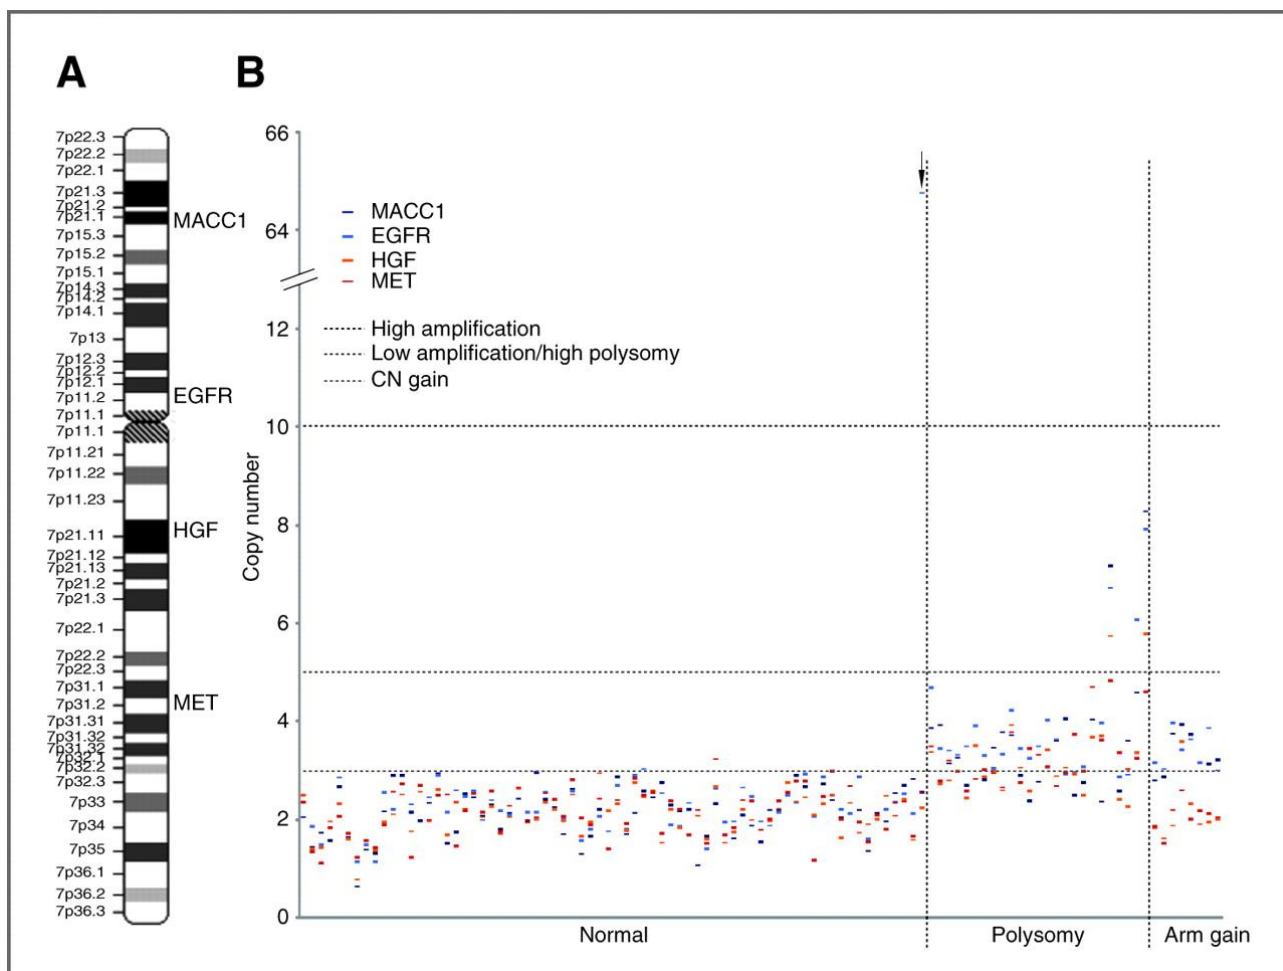 A
B
7p22.3
7p22.2
7p22.1
7p21.3
7p21.2
7p21.1
MACC1
7p15.3
7p15.2
7p15.1
7p14.3
7p14.2
7p14.1
7p13
7p12.3
7p12.2
7p12.1
7p11.2
EGFR
7p11.1
7p11.1
7p11.21
7p11.22
7p11.23
7p21.11
HGF
7p21.12
7p21.13
7p21.2
7p21.3
7p22.1
7p22.2
7p22.3
7p31.1
7p31.2
MET
7p31.31
7p31.32
7p31.32
7p32.1
7p32.2
7p32.3
7p33
7p34
7p35
7p36.1
7p36.2
7p36.3
Copy number
66
64
12
10
8
6
4
2
0
MACC1
EGFR
HGF
MET
High amplification
Low amplification/high polysomy
CN gain
Normal
Polysomy
Arm gain